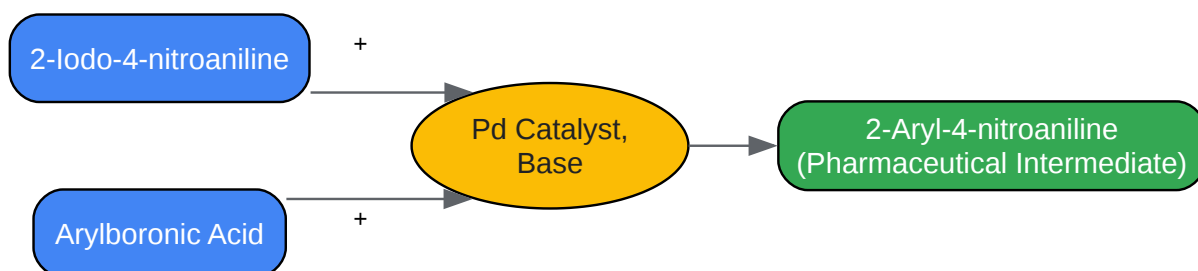 2-Iodo-4-nitroaniline
+
Pd Catalyst,
Base
2-Aryl-4-nitroaniline
(Pharmaceutical Intermediate)
Arylboronic Acid
+